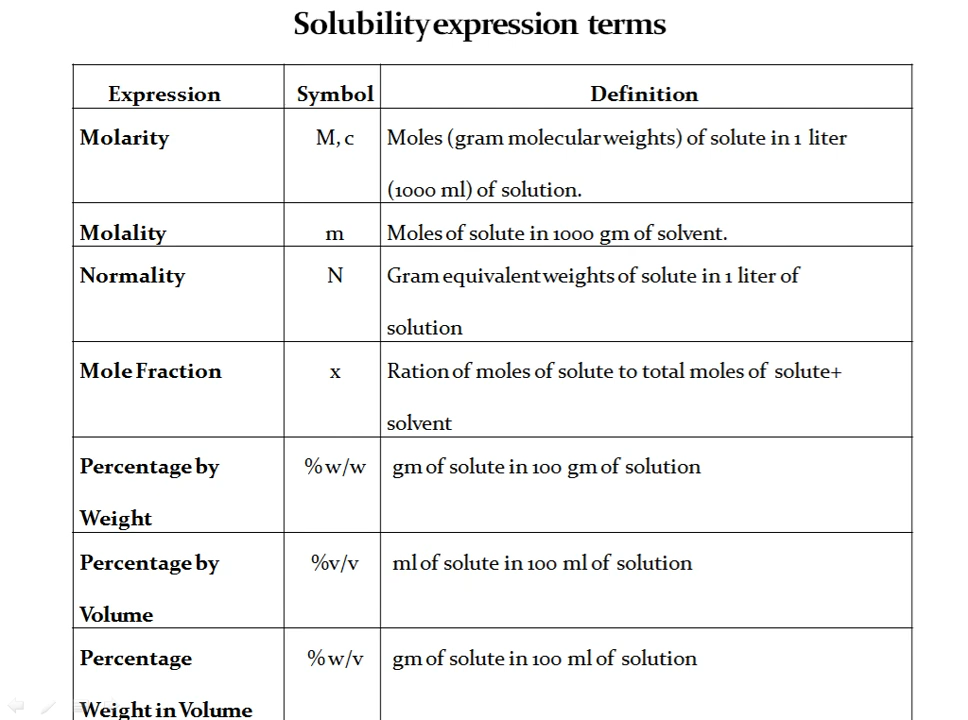 Solubility expression terms
Expression Symbol Definition
Molarity M, c Moles (gram molecular weights) of solute in 1 liter
(1000 ml) of solution.
Molality m Moles of solute in 1000 gm of solvent.
Normality N Gram equivalent weights of solute in 1 liter of
solution
Mole Fraction x Ration of moles of solute to total moles of solute+
solvent
Percentage by %w/w gm of solute in 100 gm of solution
Weight
Percentage by %v/v ml of solute in 100 ml of solution
Volume
Percentage %w/v gm of solute in 100 ml of solution
Weight in Volume